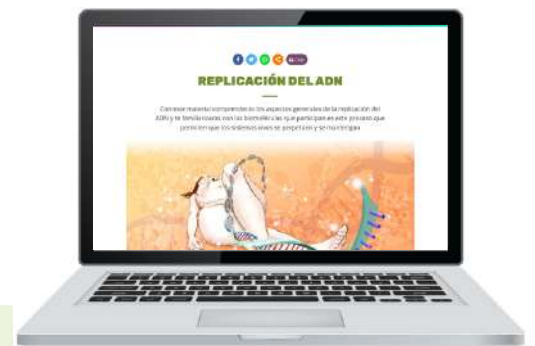 REPLICACIÓN DEL ADN
Con este material comprenderás los aspectos generales de la replicación del
ADN y te familiarizarás con las biomoléculas que participan en este proceso que
permiten que los sistemas vivos se perpetúen y se mantengan